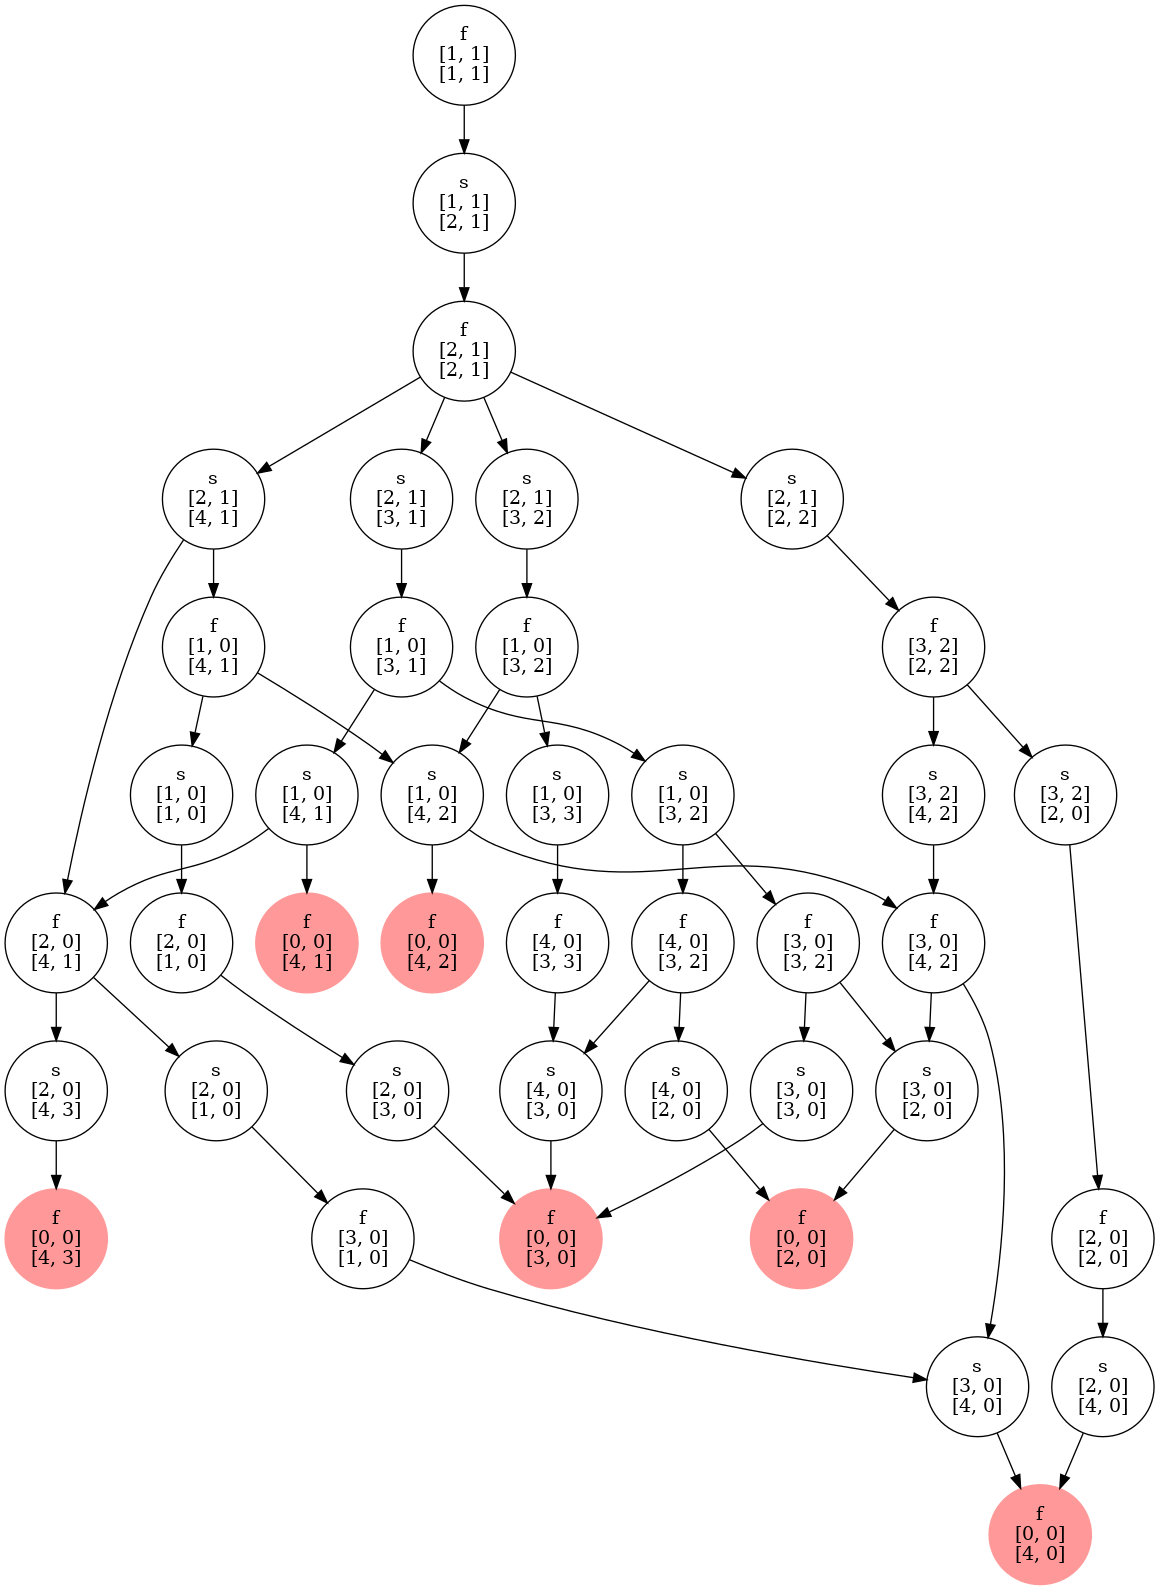 f
[1, 1]
[1, 1]
s
[1, 1]
[2, 1]
f
[2, 1]
[2, 1]
s
[2, 1]
[4, 1]
s
[2, 1]
[3, 1]
s
[2, 1]
[3, 2]
s
[2, 1]
[2, 2]
f
[1, 0]
[4, 1]
f
[1, 0]
[3, 1]
f
[1, 0]
[3, 2]
f
[3, 2]
[2, 2]
s
[1, 0]
[1, 0]
s
[1, 0]
[4, 1]
s
[1, 0]
[4, 2]
s
[1, 0]
[3, 3]
s
[1, 0]
[3, 2]
s
[3, 2]
[4, 2]
s
[3, 2]
[2, 0]
f
[2, 0]
[4, 1]
f
[2, 0]
[1, 0]
f
[0, 0]
[4, 1]
f
[0, 0]
[4, 2]
f
[4, 0]
[3, 3]
f
[4, 0]
[3, 2]
f
[3, 0]
[3, 2]
f
[3, 0]
[4, 2]
s
[2, 0]
[4, 3]
s
[2, 0]
[1, 0]
s
[2, 0]
[3, 0]
s
[4, 0]
[3, 0]
s
[4, 0]
[2, 0]
s
[3, 0]
[3, 0]
s
[3, 0]
[2, 0]
f
[0, 0]
[4, 3]
f
[3, 0]
[1, 0]
f
[0, 0]
[3, 0]
f
[0, 0]
[2, 0]
f
[2, 0]
[2, 0]
s
[3, 0]
[4, 0]
s
[2, 0]
[4, 0]
f
[0, 0]
[4, 0]